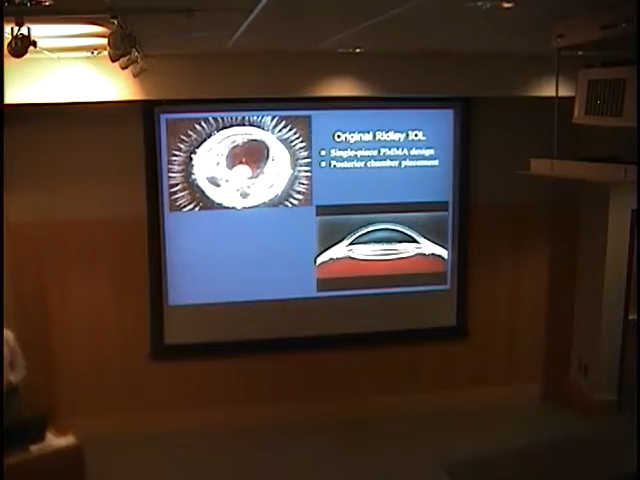 Original Ridley IOL
Single-piece PMMA design
Posterior chamber placement